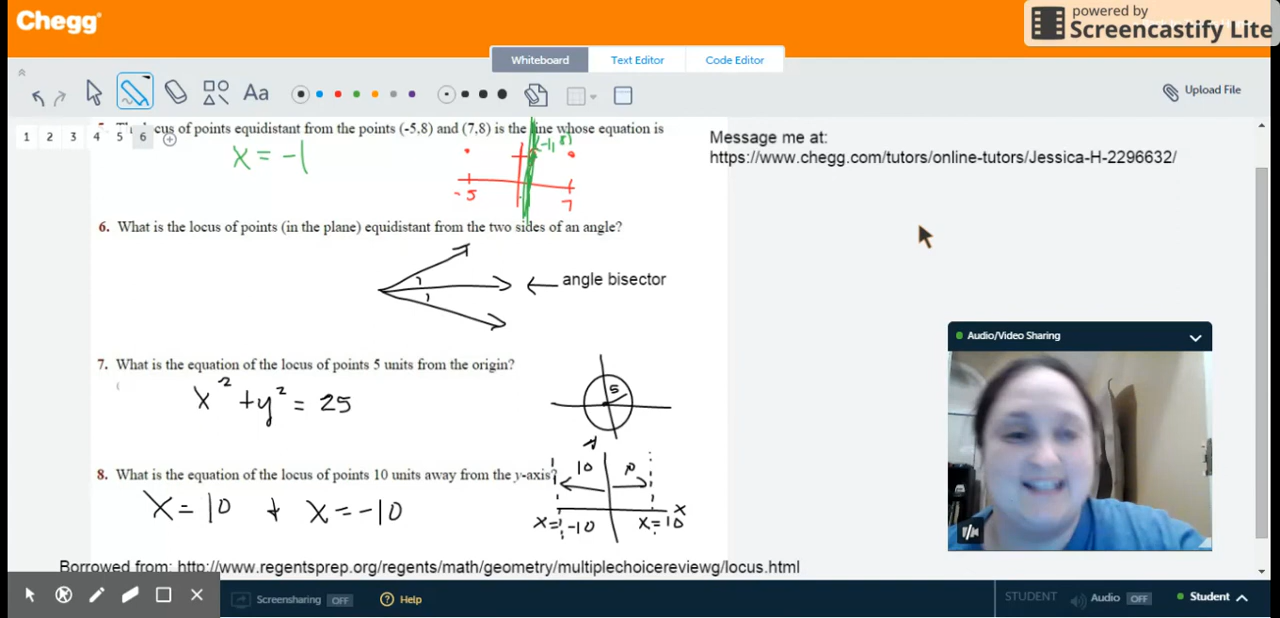 Chegg
powered by
Screencastify Lite
Whiteboard
Text Editor
Code Editor
Aa
Upload File
1 2 3 4 5 6
cus of points equidistant from the points (-5,8) and (7,8) is the line whose equation is
x = -1
(-1,8)
-5
7
Message me at:
https://www.chegg.com/tutors/online-tutors/Jessica-H-2296632/
6. What is the locus of points (in the plane) equidistant from the two sides of an angle?
angle bisector
7. What is the equation of the locus of points 5 units from the origin?
x² + y² = 25
5
8. What is the equation of the locus of points 10 units away from the y-axis?
x = 10 + x = -10
10
10
x
x = -10
x = 10
Borrowed from: http://www.regentsprep.org/regents/math/geometry/multiplechoicereviewg/locus.html
Audio/Video Sharing
Screensharing OFF
? Help
STUDENT
Audio OFF
Student